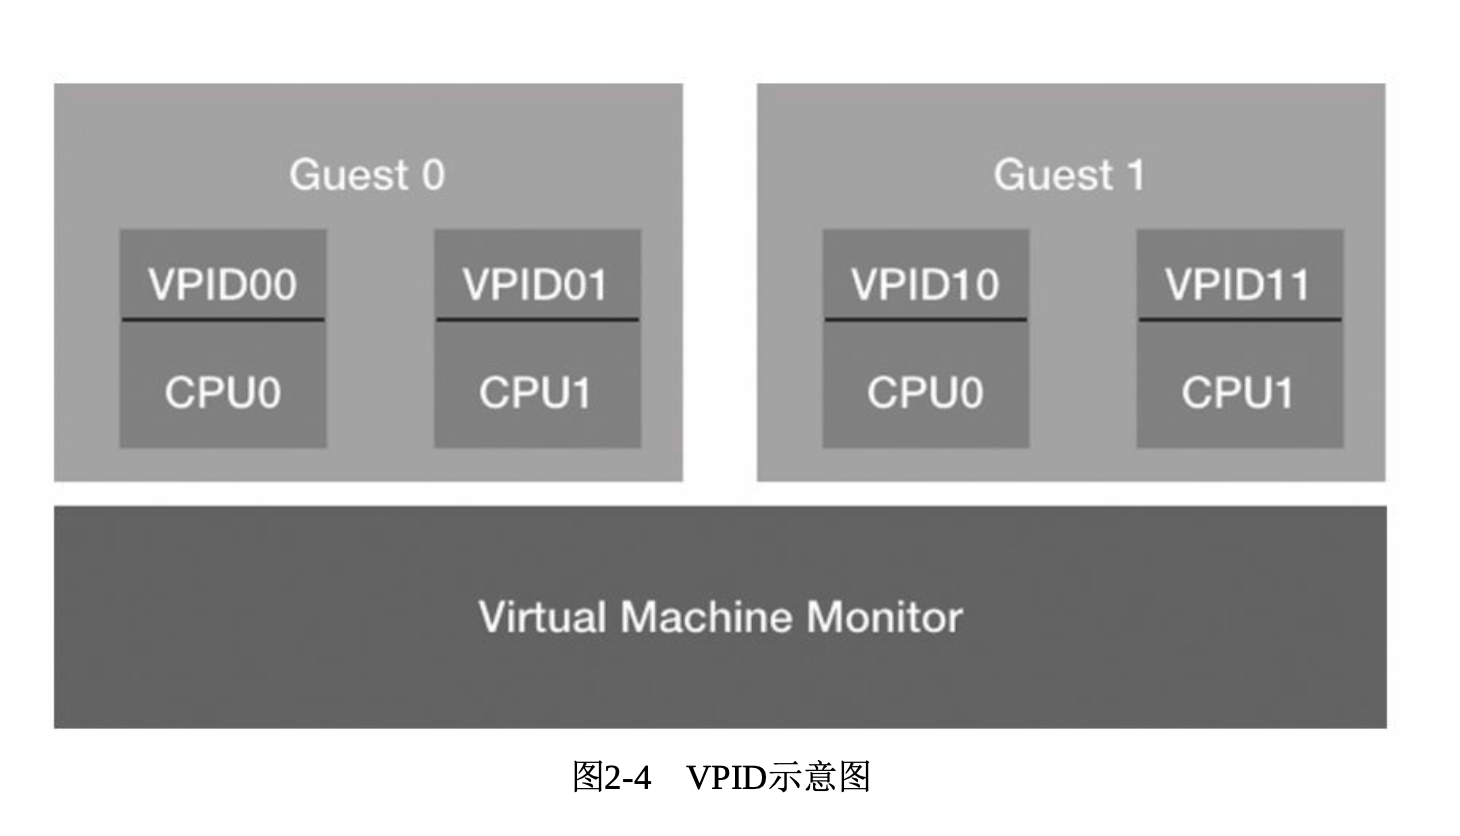 Guest 0
VPID00
VPID01
CPU0
CPU1
Guest 1
VPID10
VPID11
CPU0
CPU1
Virtual Machine Monitor
图2-4 VPID示意图